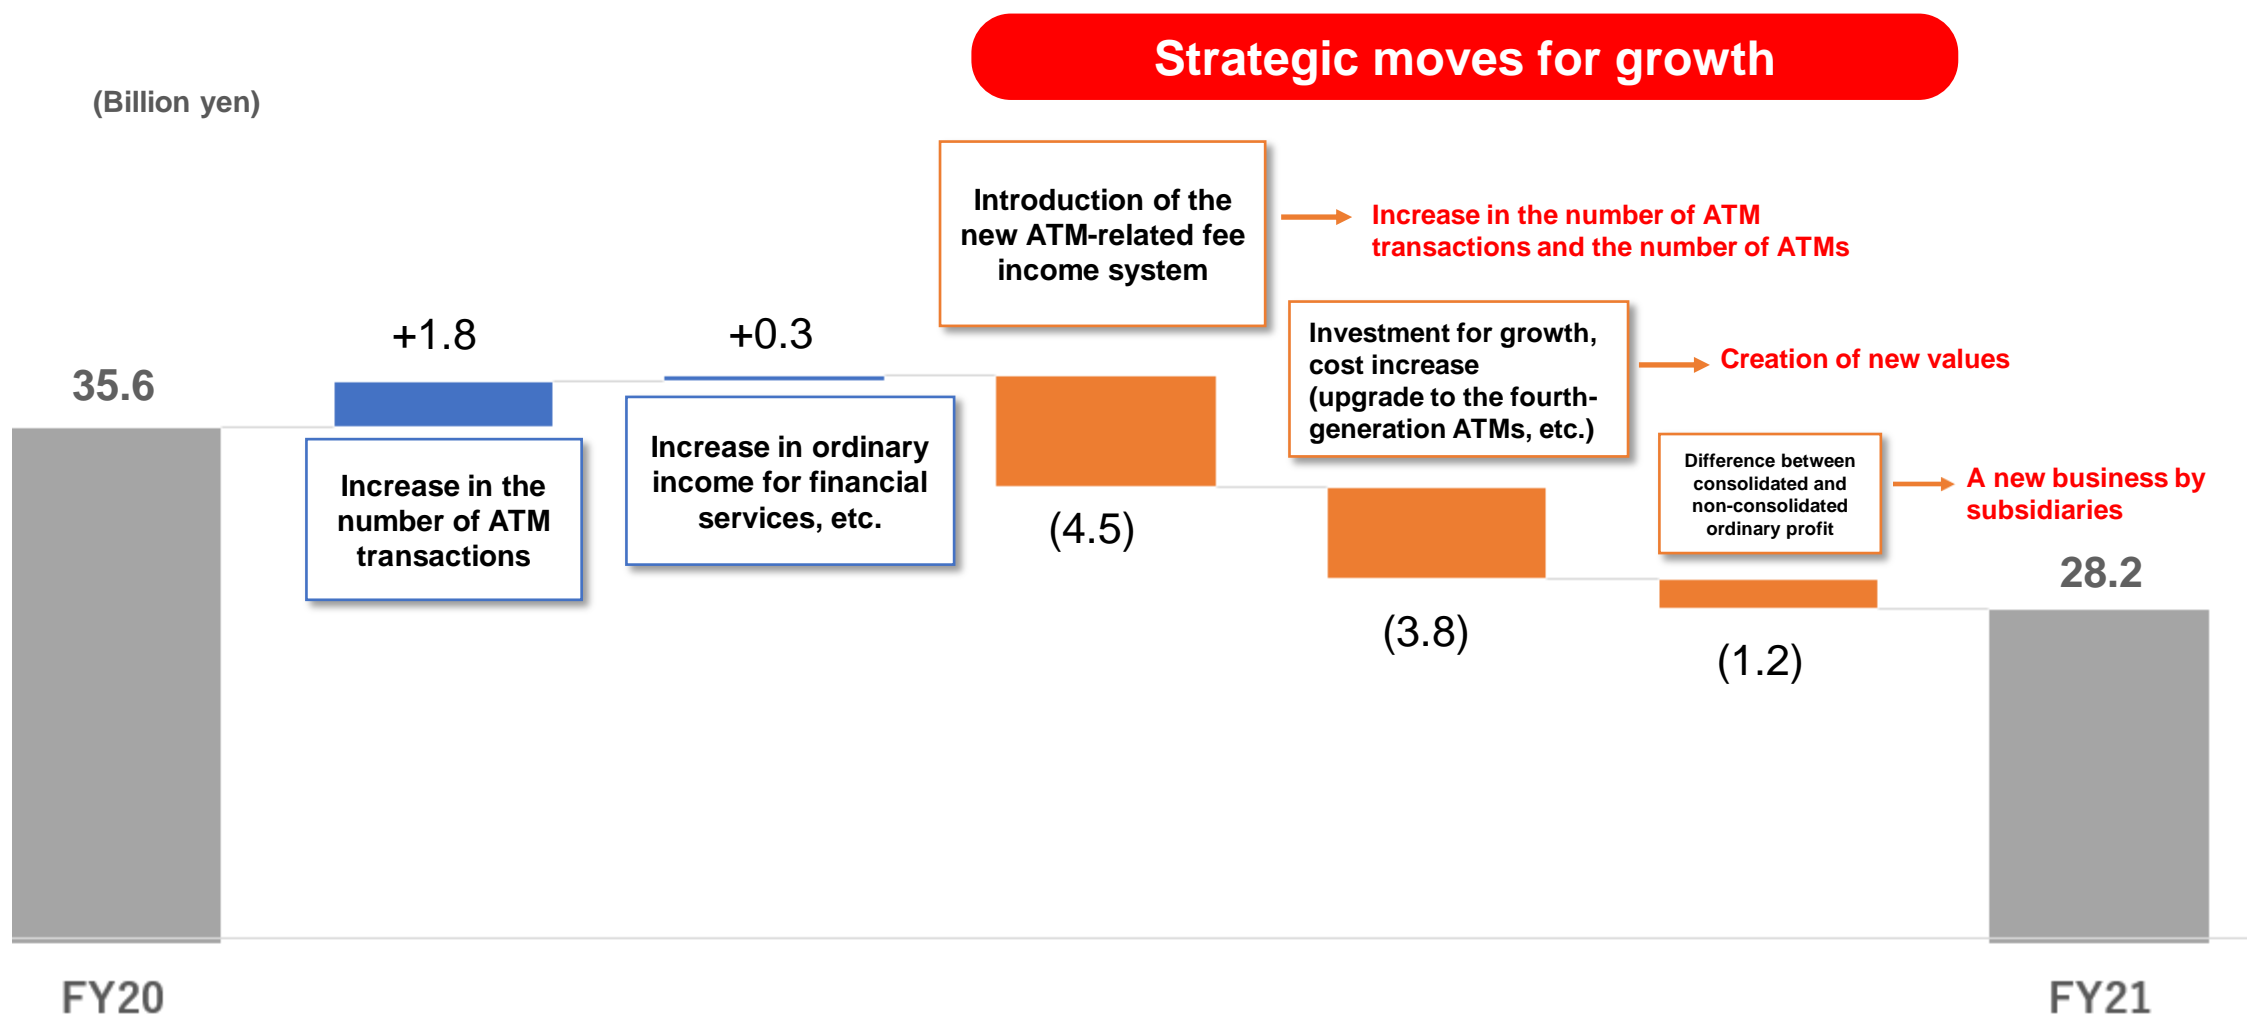 Strategic moves for growth
(Billion yen)
Introduction of the
new ATM-related fee
income system
Increase in the number of ATM
transactions and the number of ATMs
Investment for growth,
cost increase
(upgrade to the fourth-
generation ATMs, etc.)
Creation of new values
Difference between
consolidated and
non-consolidated
ordinary profit
A new business by
subsidiaries
35.6
+1.8
Increase in the
number of ATM
transactions
+0.3
Increase in ordinary
income for financial
services, etc.
(4.5)
(3.8)
(1.2)
28.2
FY20
FY21